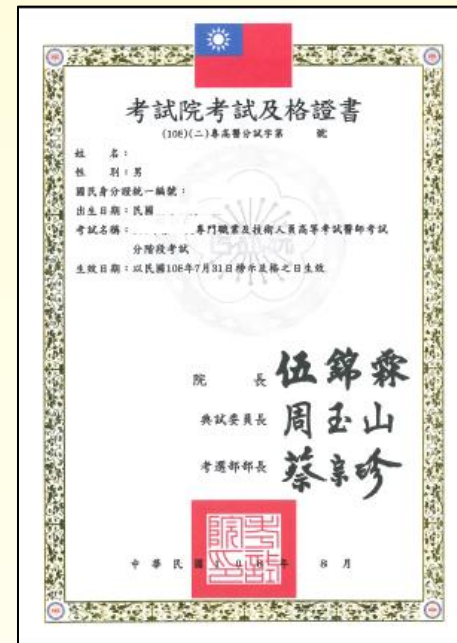 考試院考試及格證書
(108)(二)專高醫分試字第 號
姓 名：
性 別：男
國民身分證統一編號：
出生日期：民國
考試名稱： 專門職業及技術人員高等考試醫師考試
分階段考試
生效日期：以民國108年7月31日榜示及格之日生效
院 長 伍錦霖
典試委員長 周玉山
考選部部長 蔡宗珍
考試院印
中華民國108年 8月